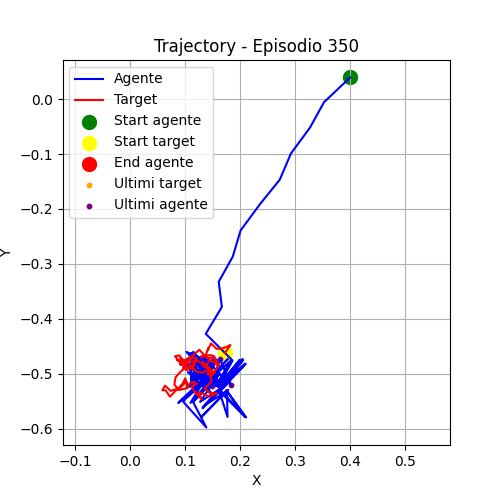 Trajectory - Episodio 350
Agente
Target
Start agente
Start target
End agente
Ultimi target
Ultimi agente
0.0
−0.1
−0.2
−0.3
−0.4
−0.5
−0.6
Y
−0.1
0.0
0.1
0.2
0.3
0.4
0.5
X